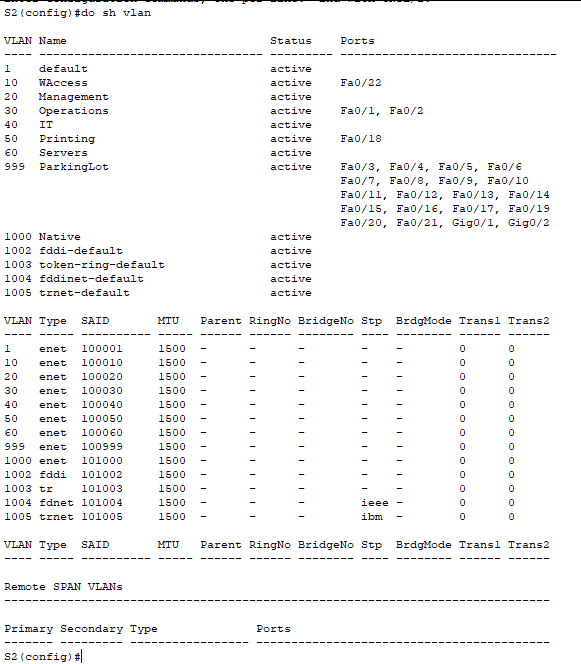 S2(config)#do sh vlan
VLAN Name                             Status    Ports
---- -------------------------------- --------- -------------------------------
1    default                          active
10   WAccess                          active    Fa0/22
20   Management                       active
30   Operations                       active    Fa0/1, Fa0/2
40   IT                               active
50   Printing                         active    Fa0/18
60   Servers                          active
999  ParkingLot                       active    Fa0/3, Fa0/4, Fa0/5, Fa0/6
                                                Fa0/7, Fa0/8, Fa0/9, Fa0/10
                                                Fa0/11, Fa0/12, Fa0/13, Fa0/14
                                                Fa0/15, Fa0/16, Fa0/17, Fa0/19
                                                Fa0/20, Fa0/21, Gig0/1, Gig0/2
1000 Native                           active
1002 fddi-default                     active
1003 token-ring-default               active
1004 fddinet-default                  active
1005 trnet-default                    active
VLAN Type  SAID       MTU   Parent RingNo BridgeNo Stp  BrdgMode Trans1 Trans2
---- ----- ---------- ----- ------ ------ -------- ---- -------- ------ ------
1    enet  100001     1500  -      -      -        -    -        0      0
10   enet  100010     1500  -      -      -        -    -        0      0
20   enet  100020     1500  -      -      -        -    -        0      0
30   enet  100030     1500  -      -      -        -    -        0      0
40   enet  100040     1500  -      -      -        -    -        0      0
50   enet  100050     1500  -      -      -        -    -        0      0
60   enet  100060     1500  -      -      -        -    -        0      0
999  enet  100999     1500  -      -      -        -    -        0      0
1000 enet  101000     1500  -      -      -        -    -        0      0
1002 fddi  101002     1500  -      -      -        -    -        0      0
1003 tr    101003     1500  -      -      -        -    -        0      0
1004 fdnet 101004     1500  -      -      -        ieee -        0      0
1005 trnet 101005     1500  -      -      -        ibm  -        0      0
VLAN Type  SAID       MTU   Parent RingNo BridgeNo Stp  BrdgMode Trans1 Trans2
---- ----- ---------- ----- ------ ------ -------- ---- -------- ------ ------
Remote SPAN VLANs
------------------------------------------------------------------------------
Primary Secondary Type              Ports
------- --------- ----------------- ------------------------------------------
S2(config)#